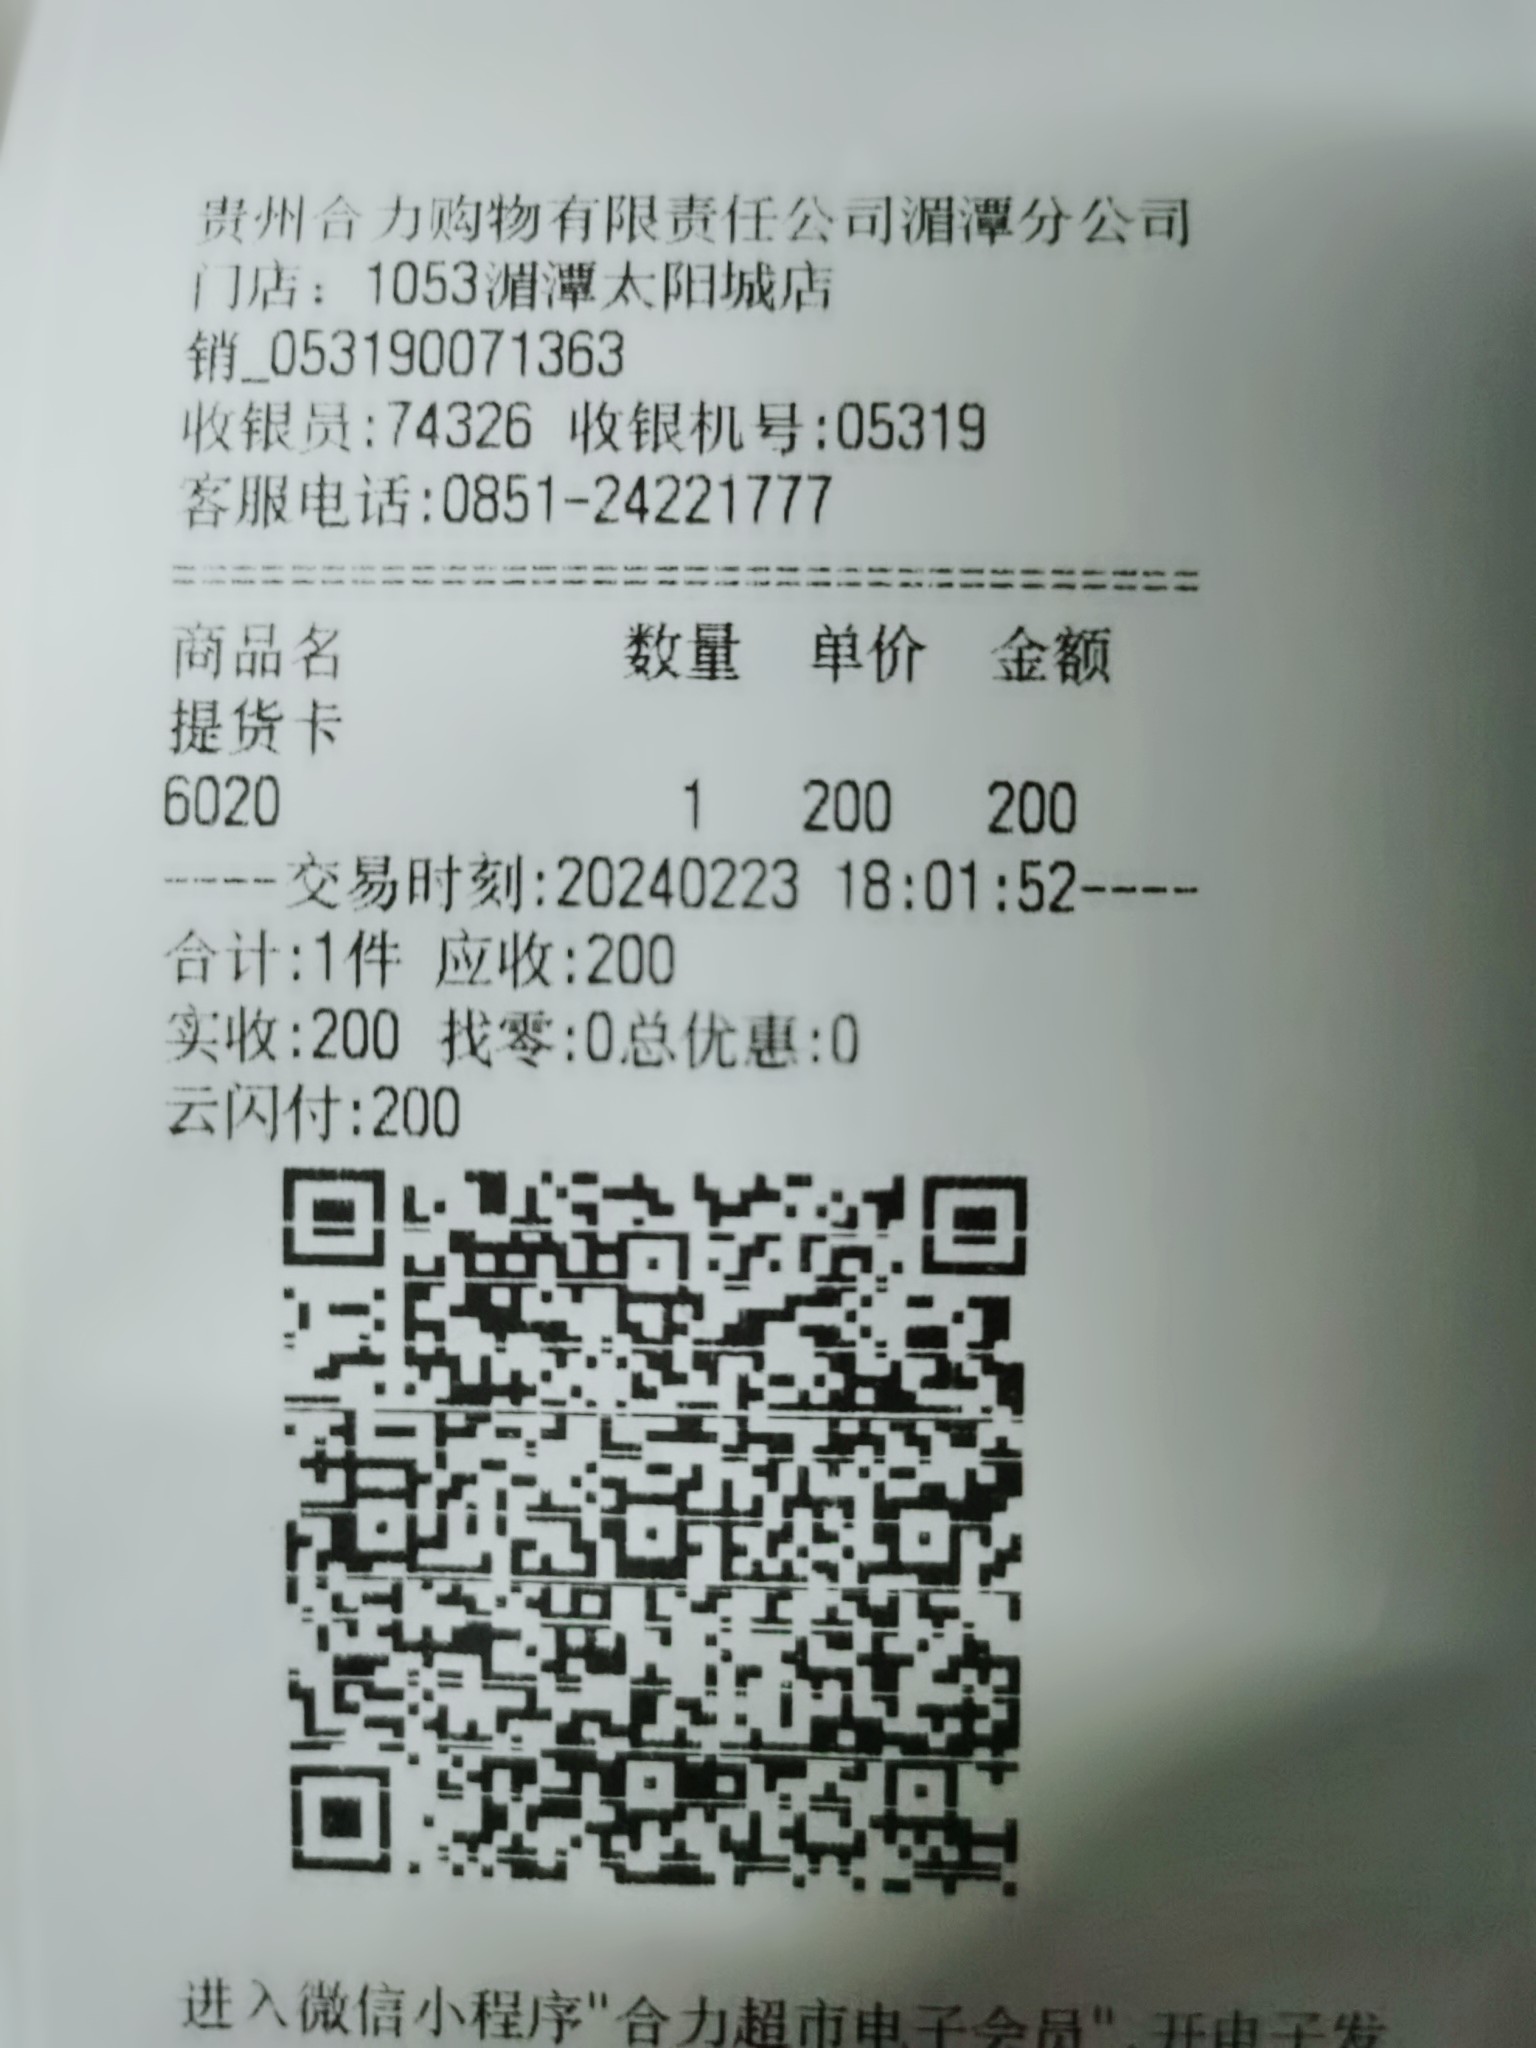 贵州合力购物有限责任公司湄潭分公司
门店：1053湄潭太阳城店
销_053190071363
收银员:74326 收银机号:05319
客服电话:0851-24221777
================================
商品名 数量 单价 金额
提货卡
6020 1 200 200
----交易时刻:20240223 18:01:52----
合计:1件 应收:200
实收:200 找零:0总优惠:0
云闪付:200
进入微信小程序"合力超市电子会员",开电子发